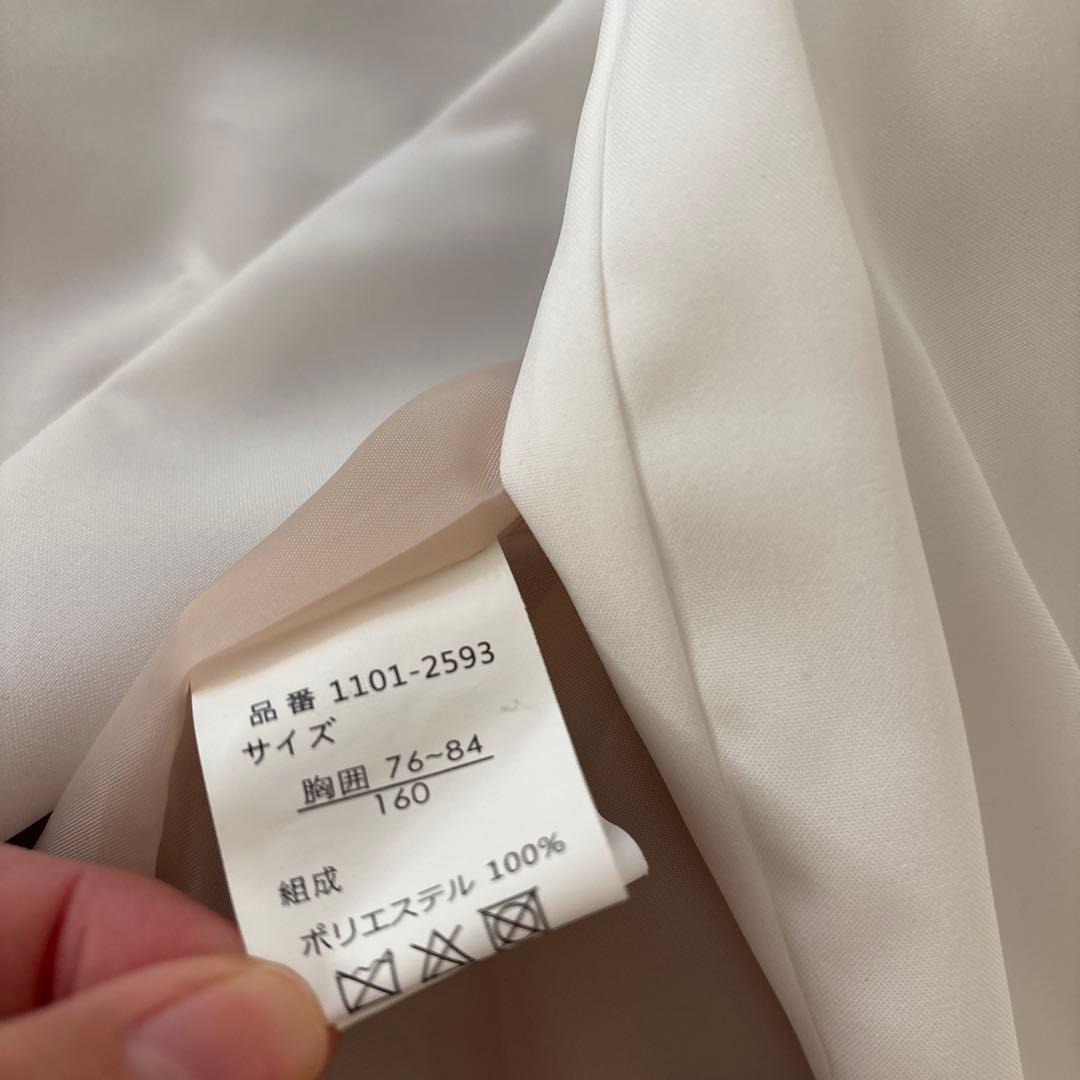 品番 1101-2593
サイズ
胸囲 76~84
160
組成
ポリエステル 100%